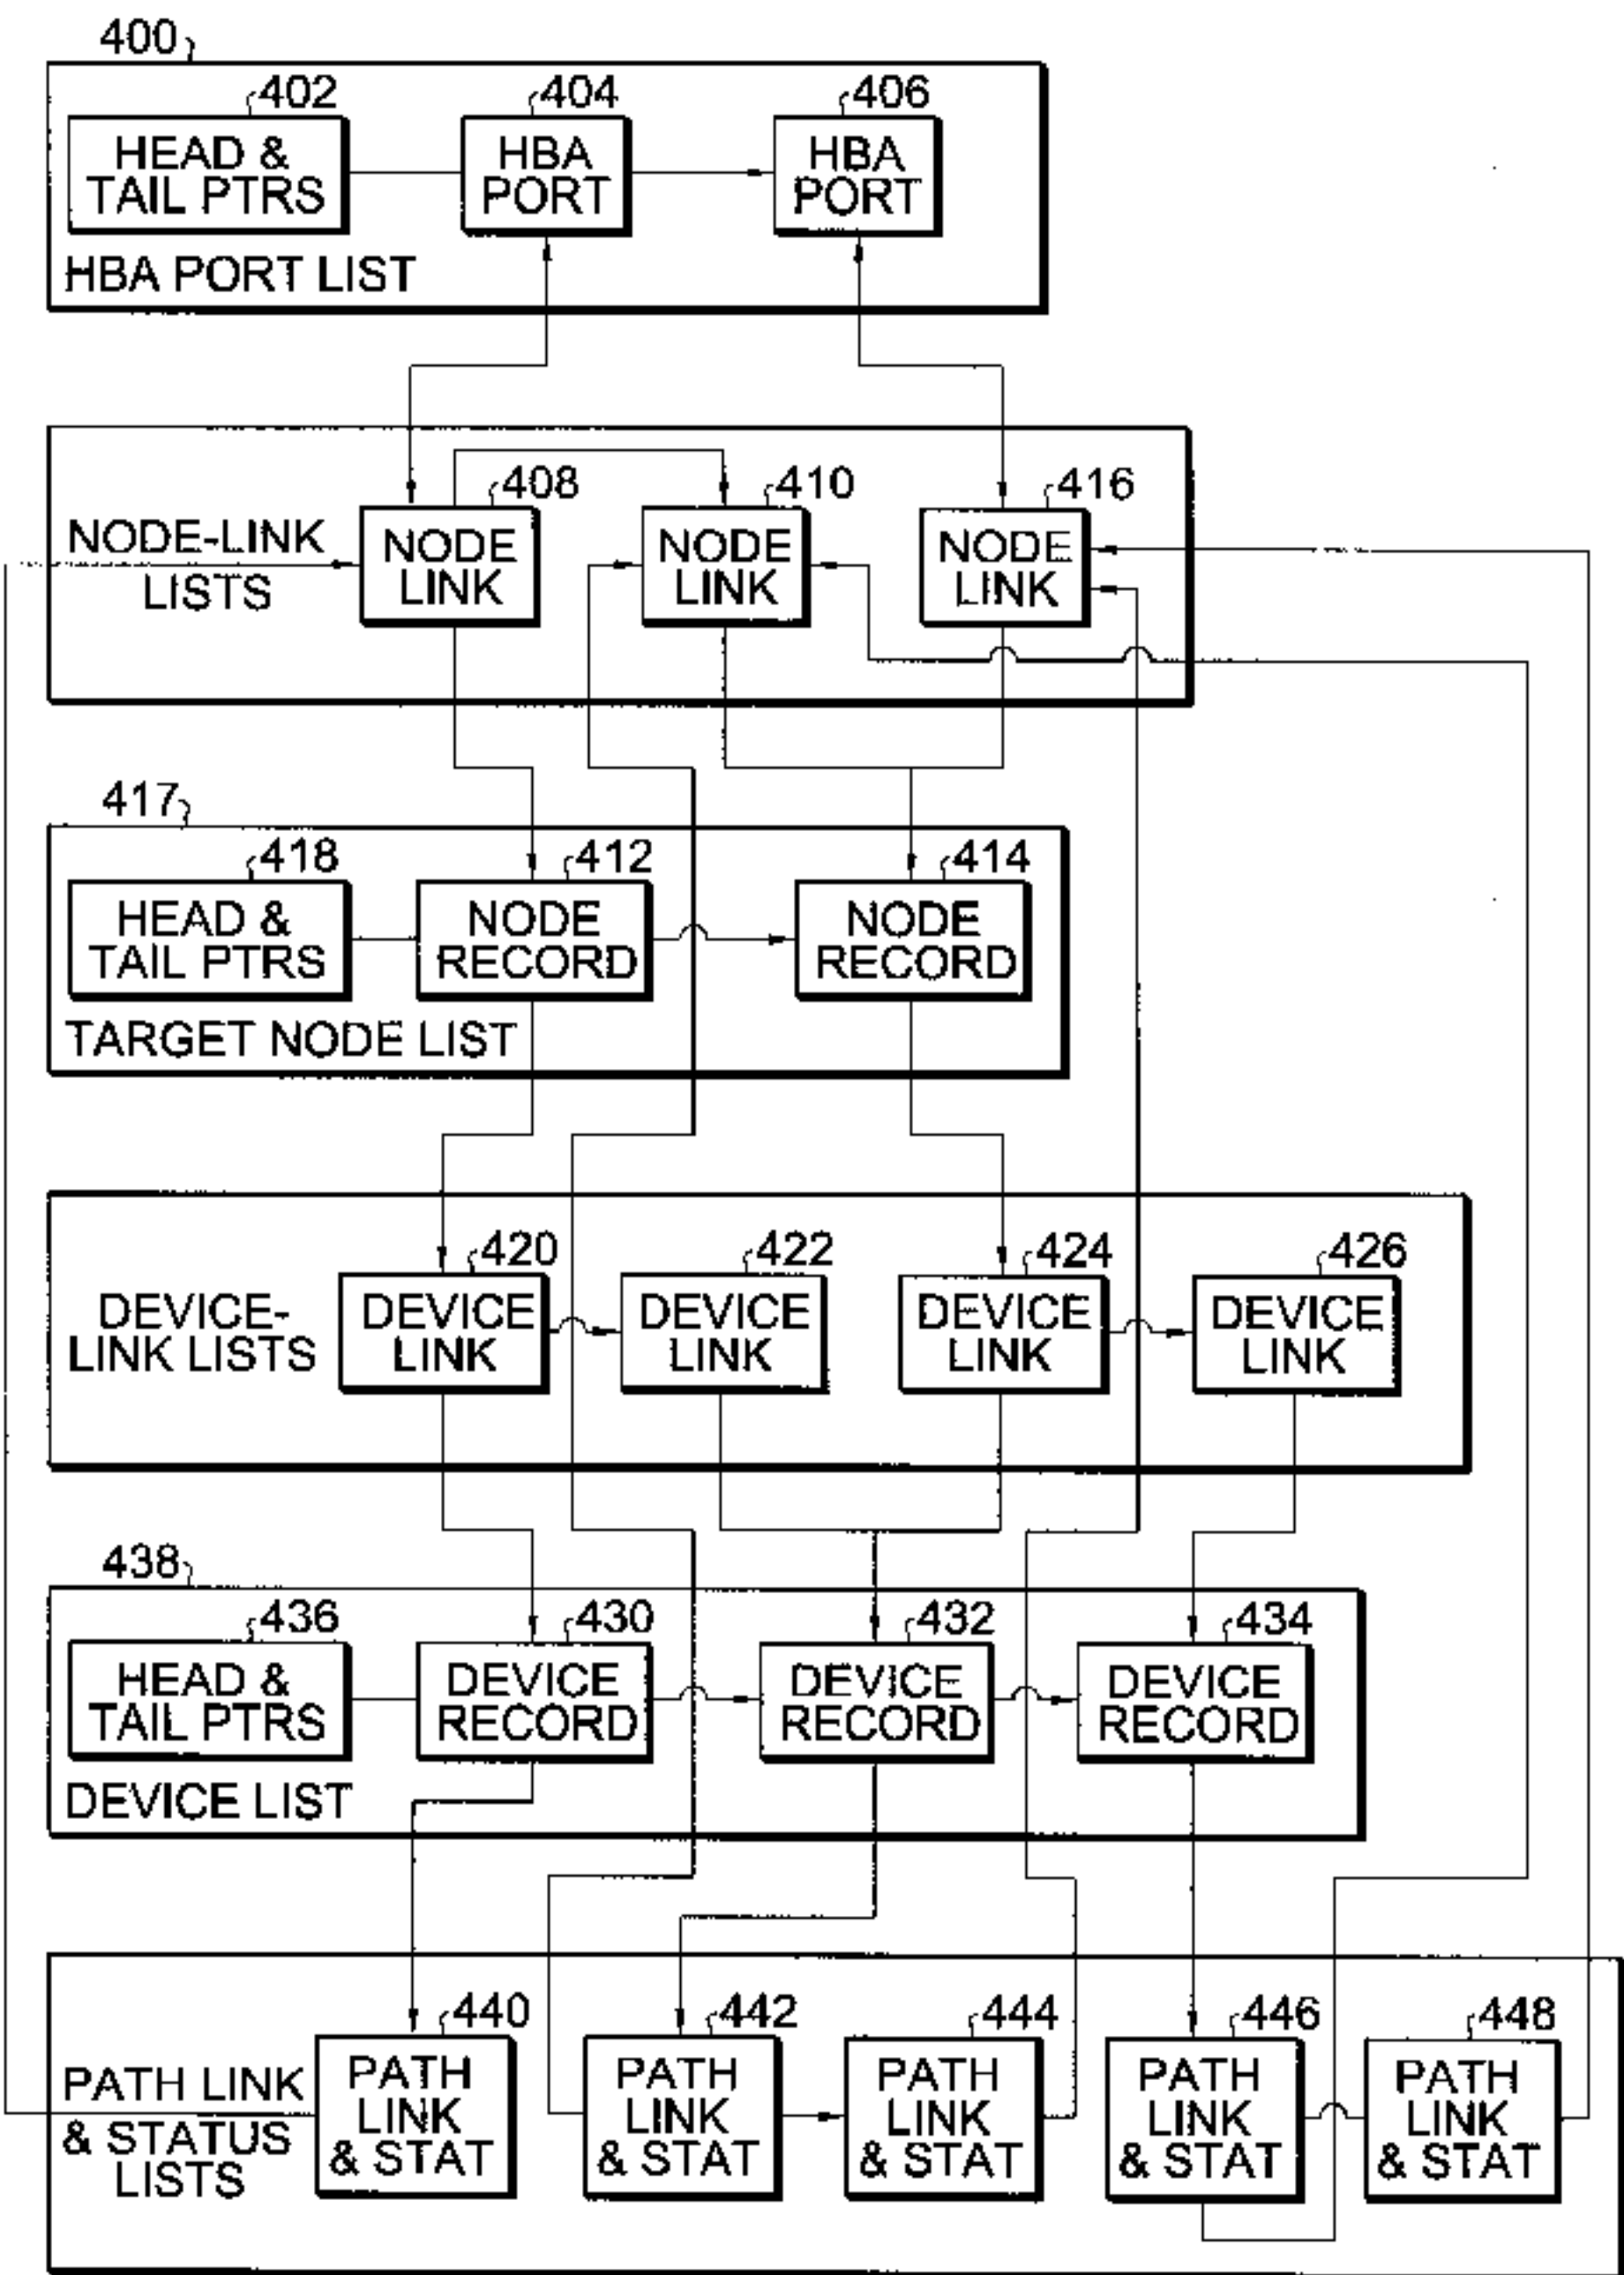 400
402
404
406
HEAD &
TAIL PTRS
HBA
PORT
HBA
PORT
HBA PORT LIST
408
410
416
NODE-LINK
LISTS
NODE
LINK
NODE
LINK
NODE
LINK
417
418
412
414
HEAD &
TAIL PTRS
NODE
RECORD
NODE
RECORD
TARGET NODE LIST
420
422
424
426
DEVICE-
LINK LISTS
DEVICE
LINK
DEVICE
LINK
DEVICE
LINK
DEVICE
LINK
438
436
430
432
434
HEAD &
TAIL PTRS
DEVICE
RECORD
DEVICE
RECORD
DEVICE
RECORD
DEVICE LIST
440
442
444
446
448
PATH LINK
& STATUS
LISTS
PATH
LINK
& STAT
PATH
LINK
& STAT
PATH
LINK
& STAT
PATH
LINK
& STAT
PATH
LINK
& STAT